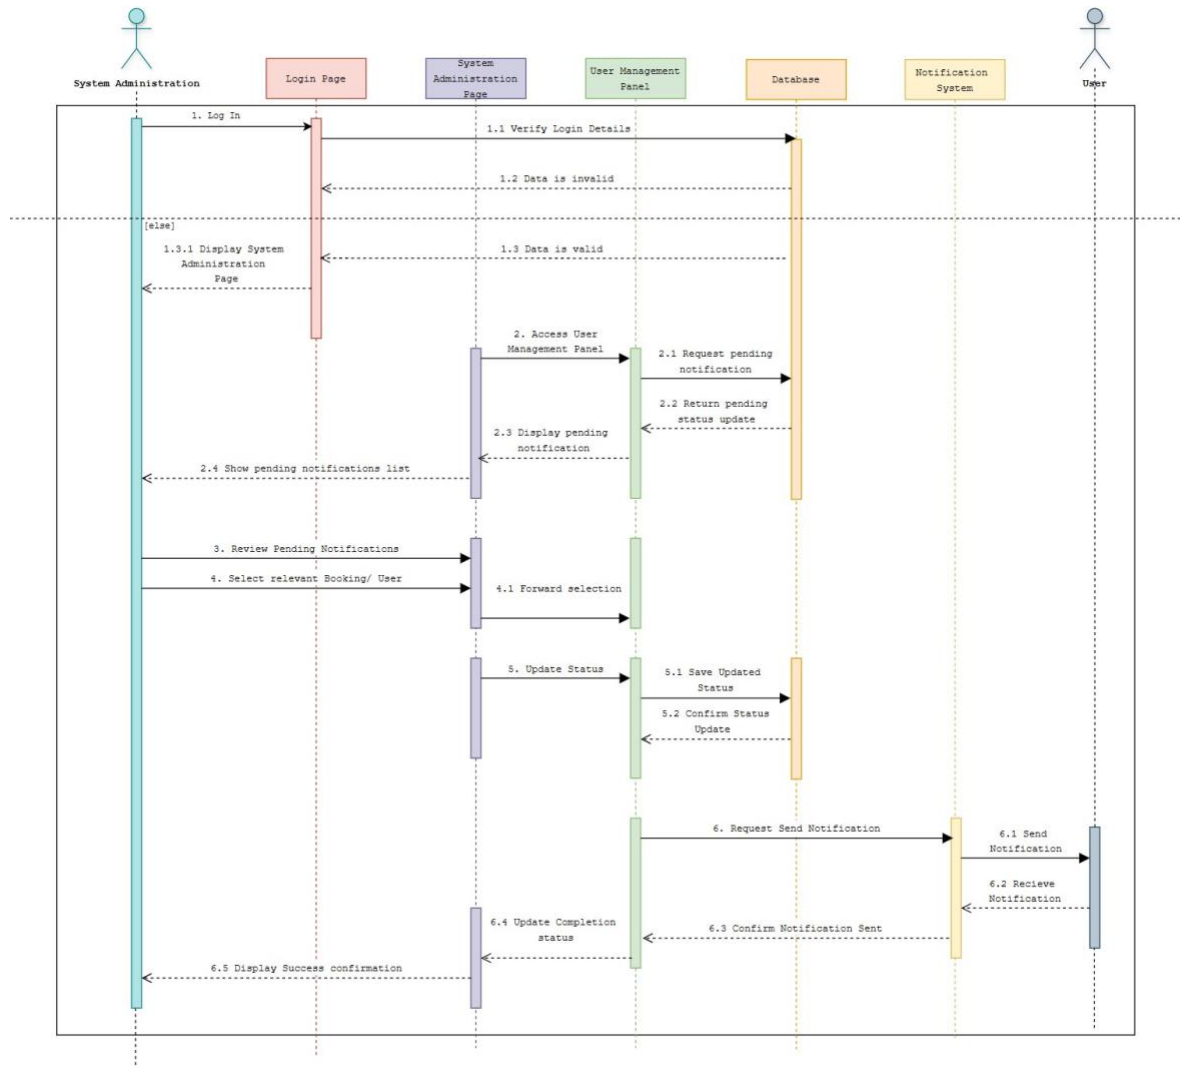 System Administration
Login Page
System
Administration
Page
User Management
Panel
Database
Notification
System
User
1. Log In
1.1 Verify Login Details
1.2 Data is invalid
[else]
1.3.1 Display System
Administration
Page
1.3 Data is valid
2. Access User
Management Panel
2.1 Request pending
notification
2.2 Return pending
status update
2.3 Display pending
notification
2.4 Show pending notifications list
3. Review Pending Notifications
4. Select relevant Booking/ User
4.1 Forward selection
5. Update Status
5.1 Save Updated
Status
5.2 Confirm Status
Update
6. Request Send Notification
6.1 Send
Notification
6.2 Recieve
Notification
6.3 Confirm Notification Sent
6.4 Update Completion
status
6.5 Display Success confirmation